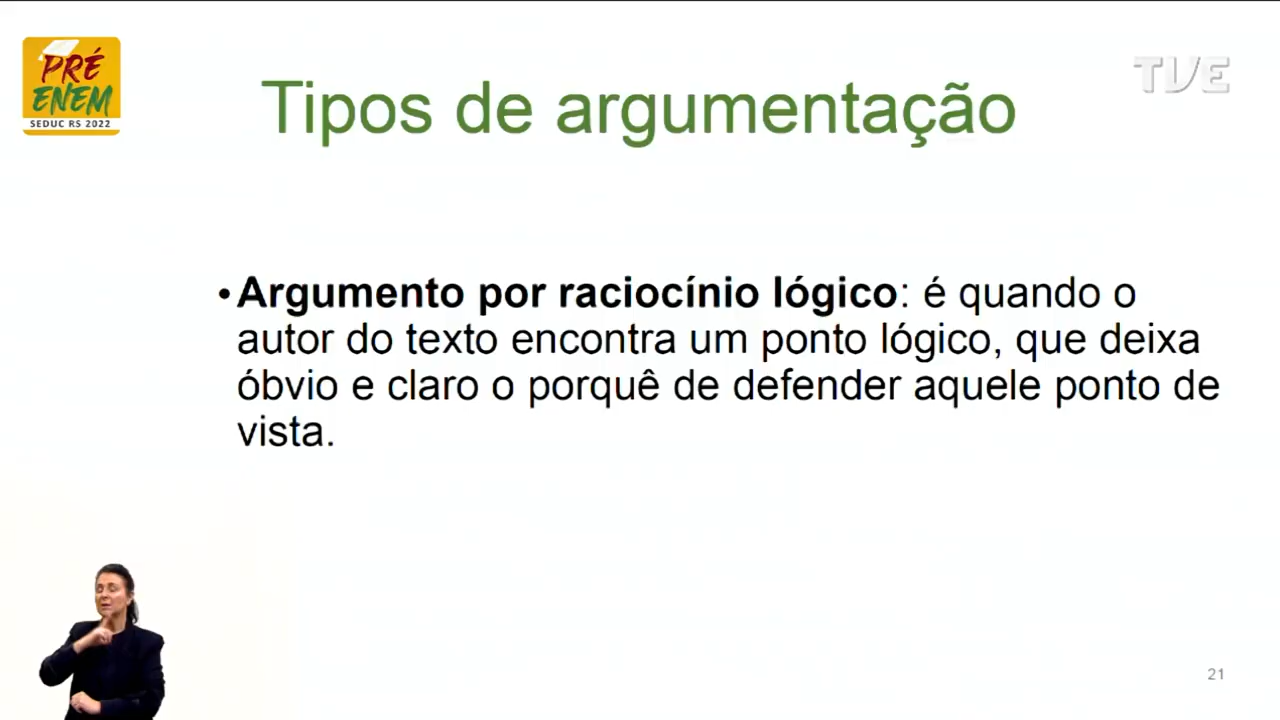 PRÉ
ENEM
SEDUC RS 2022
TVE
Tipos de argumentação
•Argumento por raciocínio lógico: é quando o
autor do texto encontra um ponto lógico, que deixa
óbvio e claro o porquê de defender aquele ponto de
vista.
21